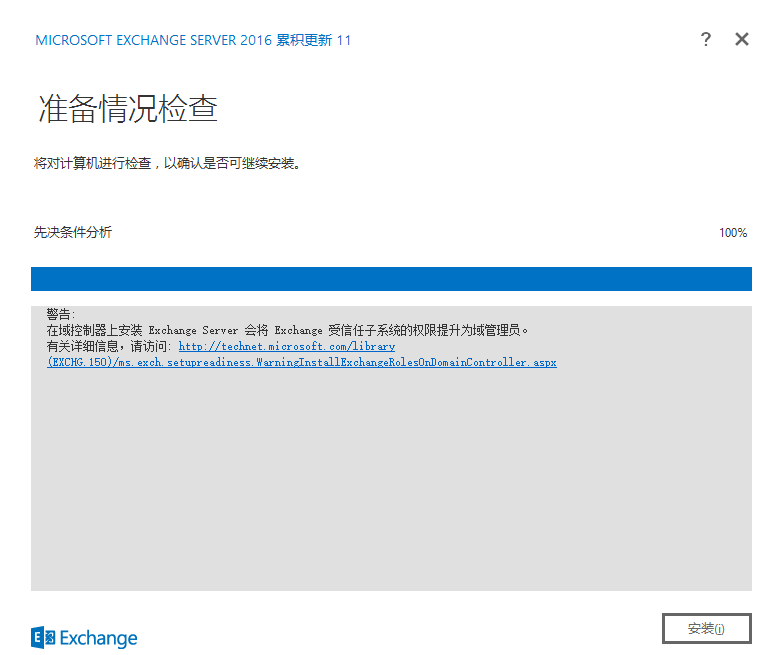 MICROSOFT EXCHANGE SERVER 2016 累积更新 11
? ✕
准备情况检查
将对计算机进行检查，以确认是否可继续安装。
先决条件分析 100%
警告:
在域控制器上安装 Exchange Server 会将 Exchange 受信任子系统的权限提升为域管理员。
有关详细信息，请访问: http://technet.microsoft.com/library
(EXCHG.150)/ms.exch.setupreadiness.WarningInstallExchangeRolesOnDomainController.aspx
E Exchange
安装(i)